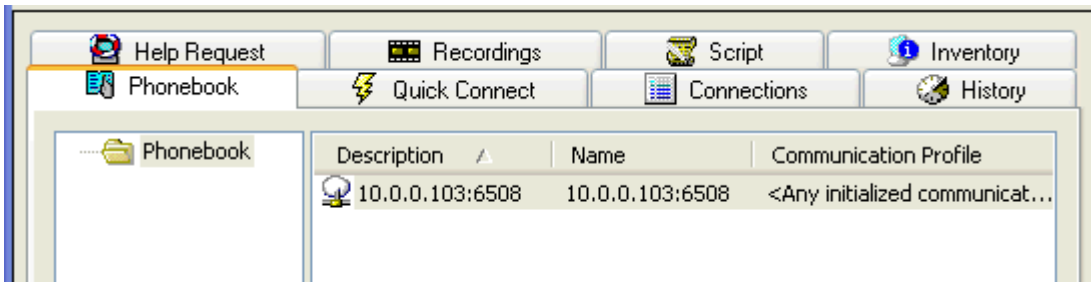 Help Request Recordings Script Inventory
Phonebook Quick Connect Connections History
Phonebook
Description Name Communication Profile
10.0.0.103:6508 10.0.0.103:6508 <Any initialized communicat...